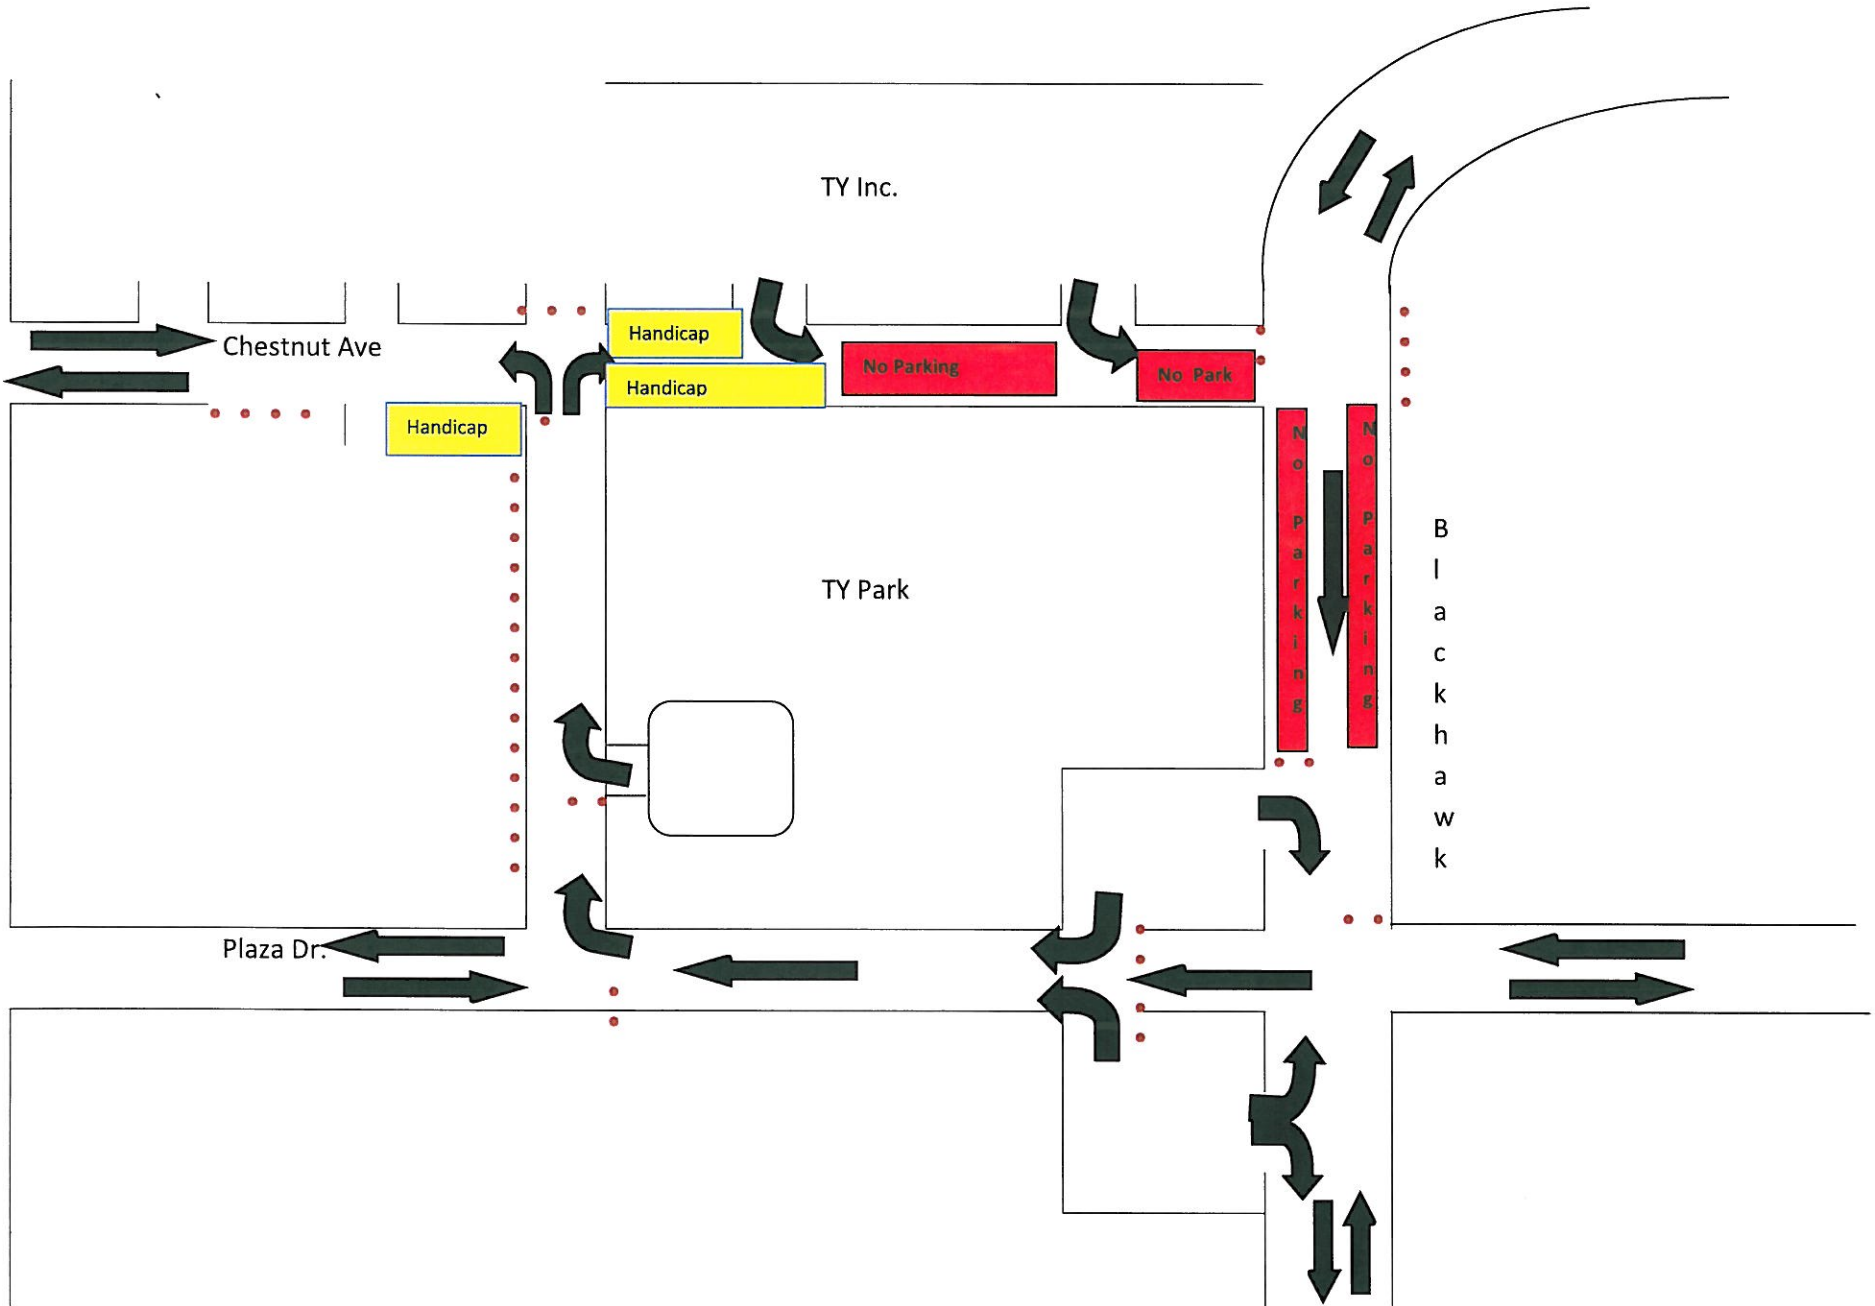 TY Inc.
Handicap
Chestnut Ave
Handicap
No Parking
No Park
Handicap
No Parking
No Parking
TY Park
Blackhawk
Plaza Dr.